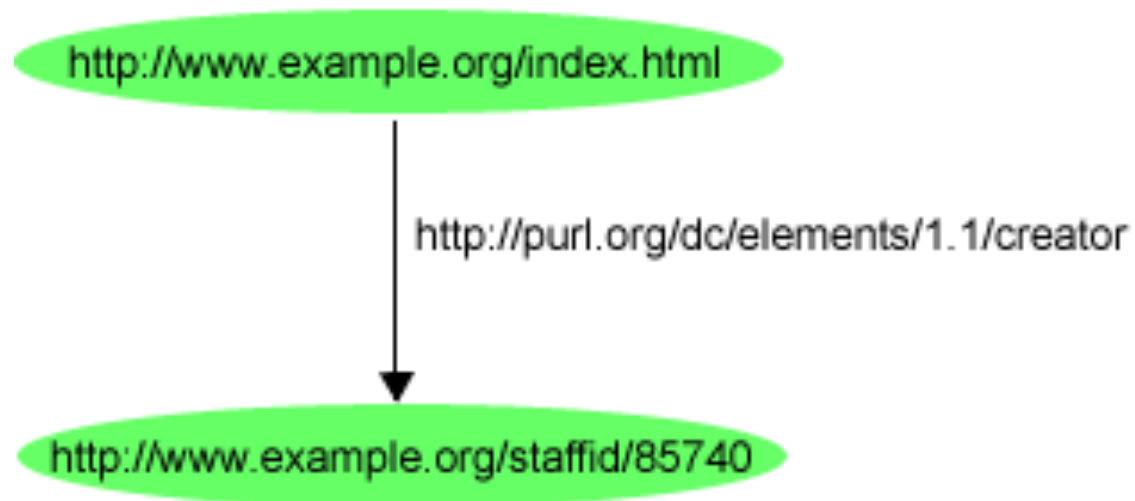 http://www.example.org/index.html
http://purl.org/dc/elements/1.1/creator
http://www.example.org/staffid/85740